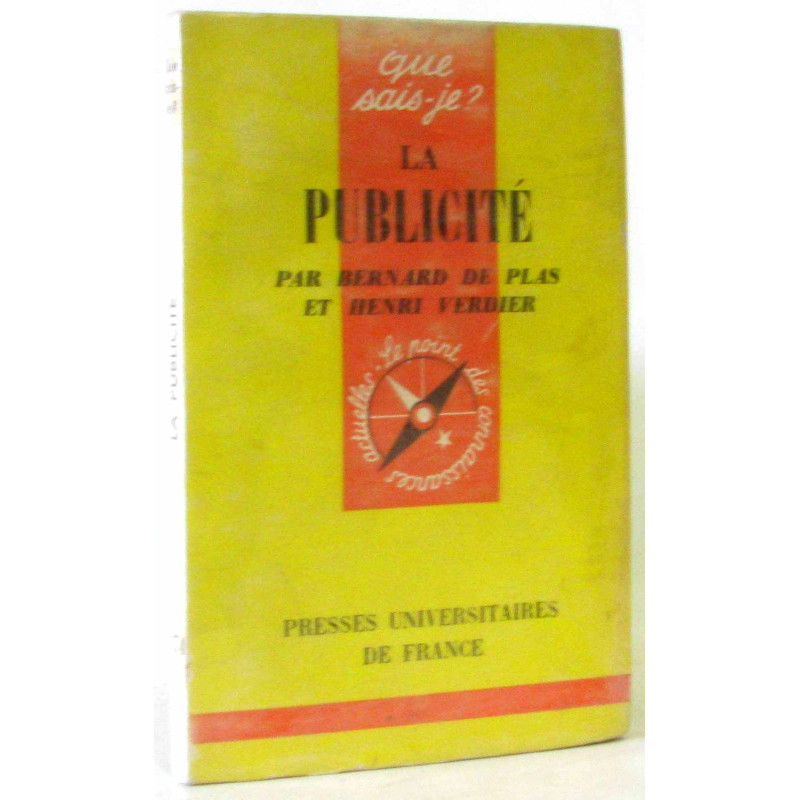 que
sais-je?
LA
PUBLICITÉ
PAR BERNARD DE PLAS
ET HENRI VERDIER
Le point des connaissances actuelles
PRESSES UNIVERSITAIRES
DE FRANCE
LA PUBLICITÉ